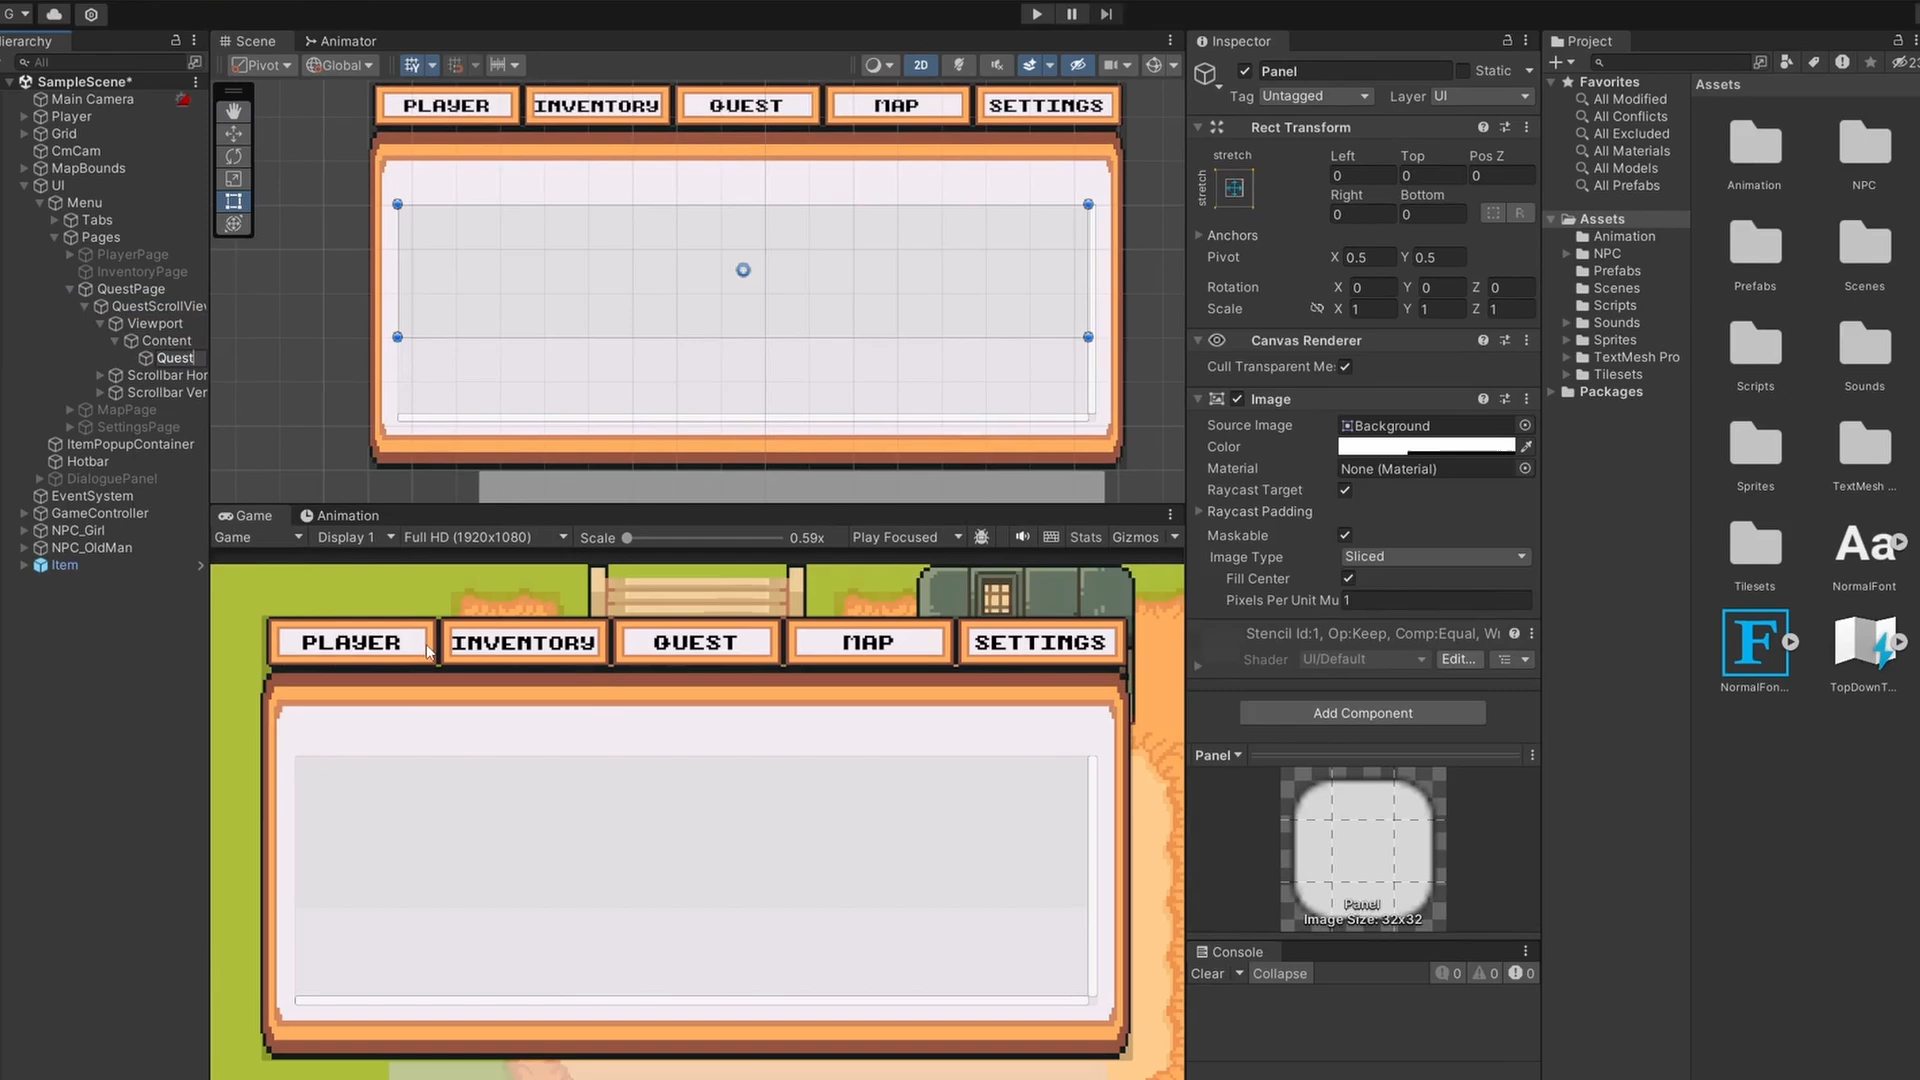 G
Hierarchy
All
SampleScene*
Main Camera
Player
Grid
CmCam
MapBounds
UI
Menu
Tabs
Pages
PlayerPage
InventoryPage
QuestPage
QuestScrollView
Viewport
Content
Quest
Scrollbar Hor
Scrollbar Ver
MapPage
SettingsPage
ItemPopupContainer
Hotbar
DialoguePanel
EventSystem
GameController
NPC_Girl
NPC_OldMan
Item
Scene
Animator
Pivot
Global
2D
PLAYER
INVENTORY
QUEST
MAP
SETTINGS
Game
Animation
Game
Display 1
Full HD (1920x1080)
Scale
0.59x
Play Focused
Stats
Gizmos
PLAYER
INVENTORY
QUEST
MAP
SETTINGS
Inspector
Panel
Static
Tag Untagged
Layer UI
Rect Transform
stretch
stretch
Left
Top
Pos Z
0
0
0
Right
Bottom
0
0
R
Anchors
Pivot
X 0.5
Y 0.5
Rotation
X 0
Y 0
Z 0
Scale
X 1
Y 1
Z 1
Canvas Renderer
Cull Transparent Me:
Image
Source Image
Background
Color
Material
None (Material)
Raycast Target
Raycast Padding
Maskable
Image Type
Sliced
Fill Center
Pixels Per Unit Mu
1
Stencil Id:1, Op:Keep, Comp:Equal, Wr
Shader
UI/Default
Edit...
Add Component
Panel
Panel
Image Size: 32x32
Console
Clear
Collapse
0
0
0
Project
23
Favorites
All Modified
All Conflicts
All Excluded
All Materials
All Models
All Prefabs
Assets
Animation
NPC
Prefabs
Scenes
Scripts
Sounds
Sprites
TextMesh Pro
Tilesets
Packages
Assets
Animation
NPC
Prefabs
Scenes
Scripts
Sounds
Sprites
TextMesh ...
Tilesets
Aa
NormalFont
F
NormalFon...
TopDownT...